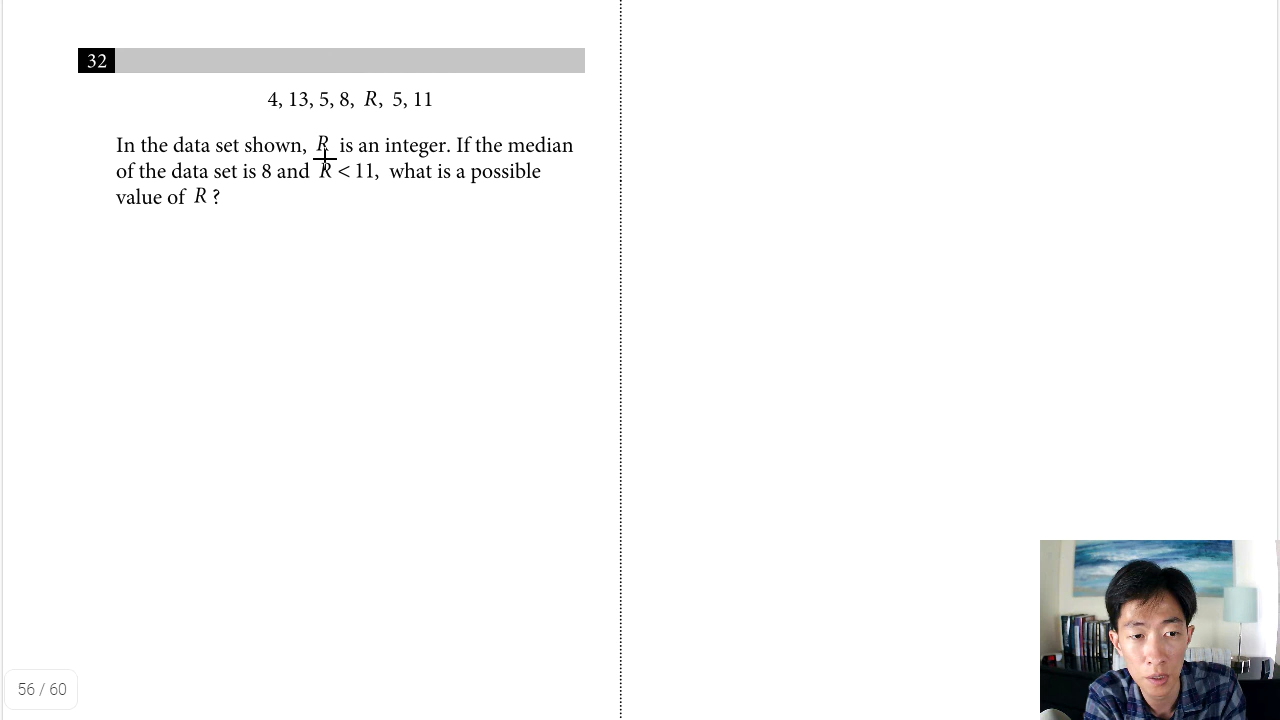 32
4, 13, 5, 8, R, 5, 11
In the data set shown, R is an integer. If the median
of the data set is 8 and R < 11, what is a possible
value of R ?
56 / 60